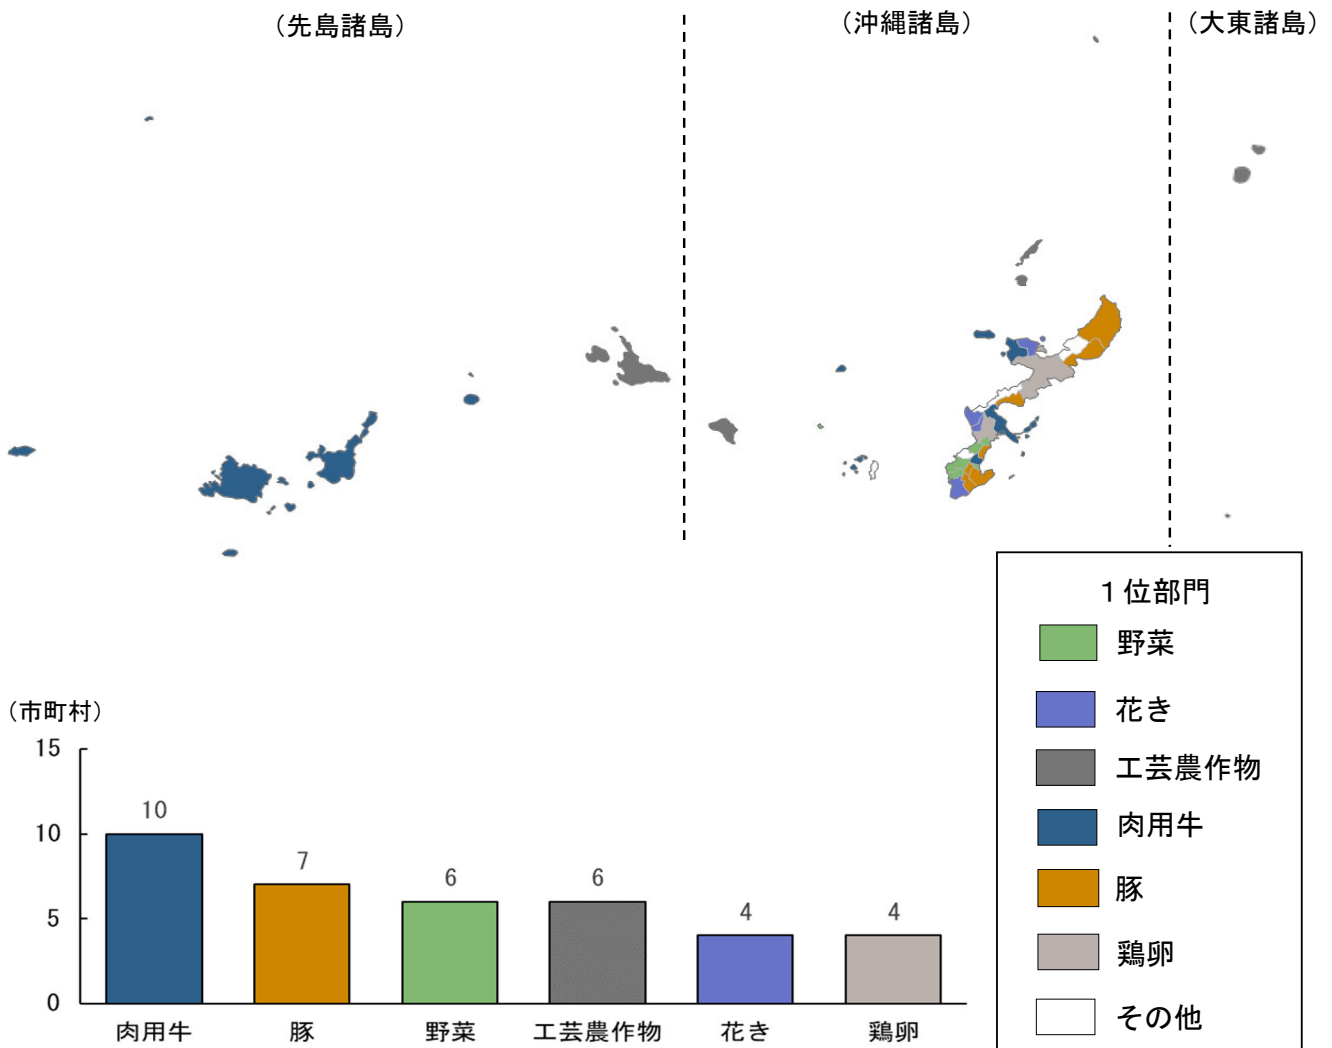 （先島諸島）
（沖縄諸島）
（大東諸島）
１位部門
野菜
花き
工芸農作物
肉用牛
豚
鶏卵
その他
（市町村）
15
10
5
0
10
7
6
6
4
4
肉用牛
豚
野菜
工芸農作物
花き
鶏卵